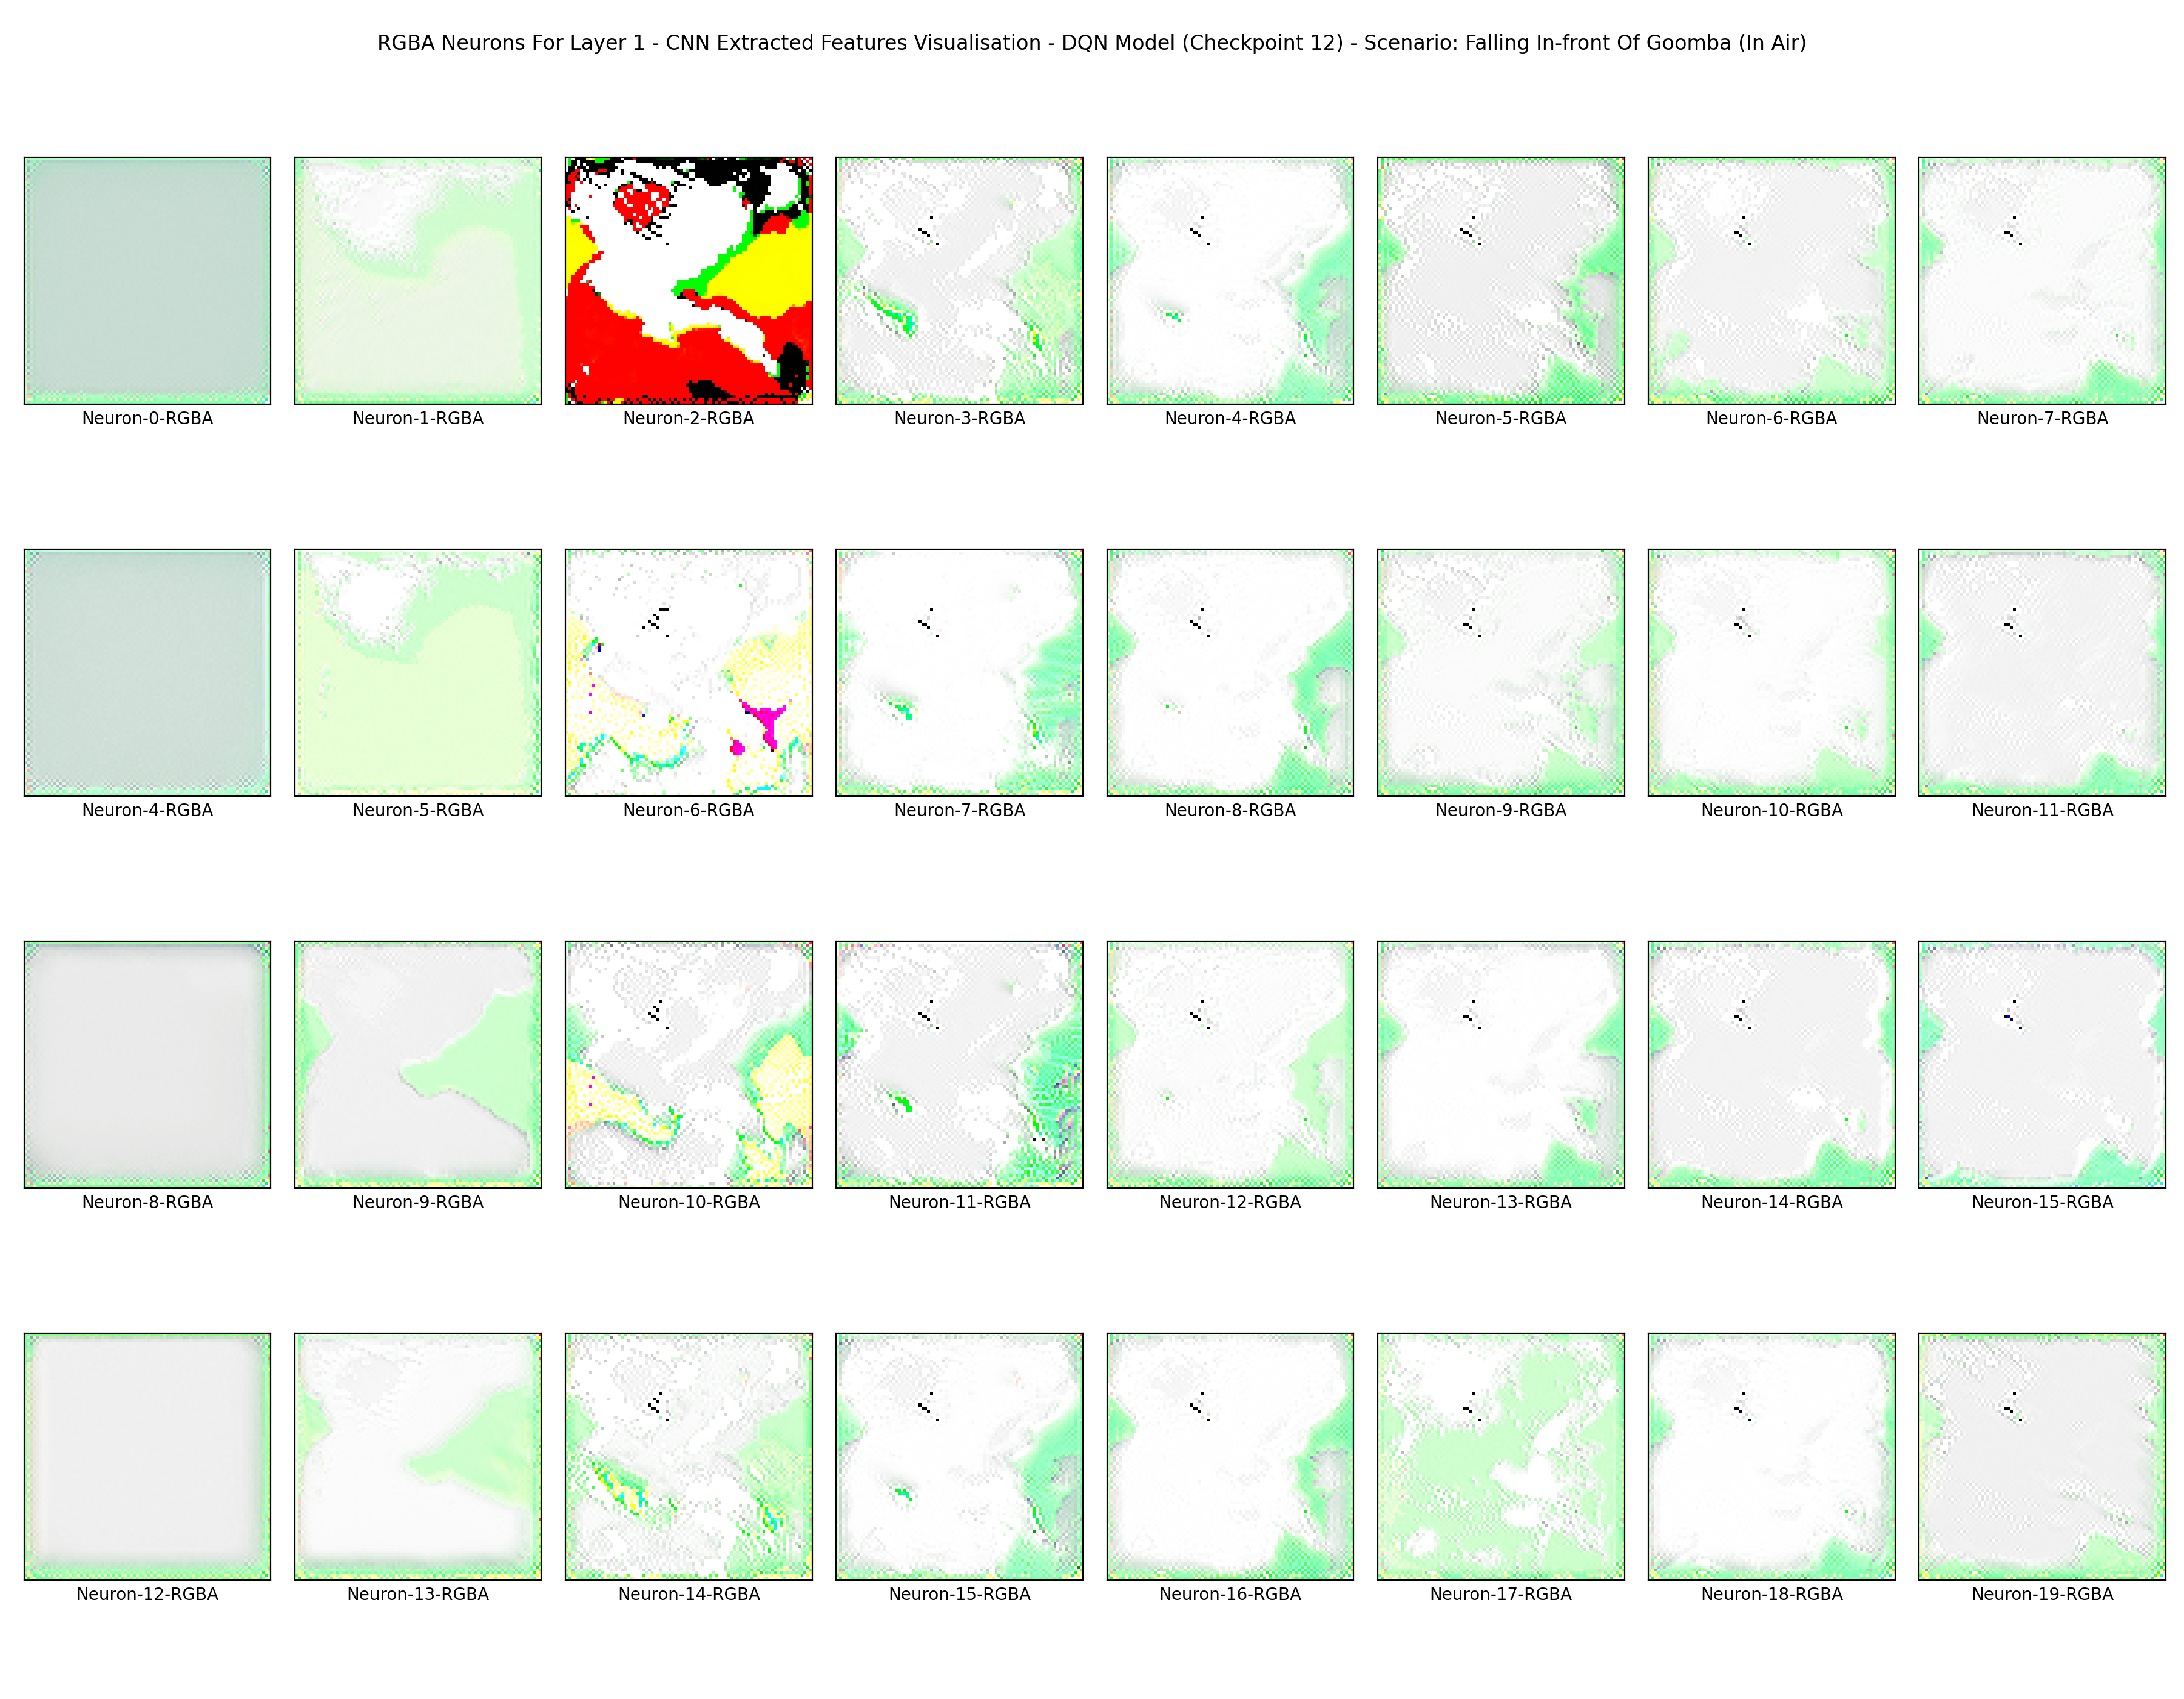 RGBA Neurons For Layer 1 - CNN Extracted Features Visualisation - DQN Model (Checkpoint 12) - Scenario: Falling In-front Of Goomba (In Air)
Neuron-0-RGBA Neuron-1-RGBA Neuron-2-RGBA Neuron-3-RGBA Neuron-4-RGBA Neuron-5-RGBA Neuron-6-RGBA Neuron-7-RGBA
Neuron-4-RGBA Neuron-5-RGBA Neuron-6-RGBA Neuron-7-RGBA Neuron-8-RGBA Neuron-9-RGBA Neuron-10-RGBA Neuron-11-RGBA
Neuron-8-RGBA Neuron-9-RGBA Neuron-10-RGBA Neuron-11-RGBA Neuron-12-RGBA Neuron-13-RGBA Neuron-14-RGBA Neuron-15-RGBA
Neuron-12-RGBA Neuron-13-RGBA Neuron-14-RGBA Neuron-15-RGBA Neuron-16-RGBA Neuron-17-RGBA Neuron-18-RGBA Neuron-19-RGBA